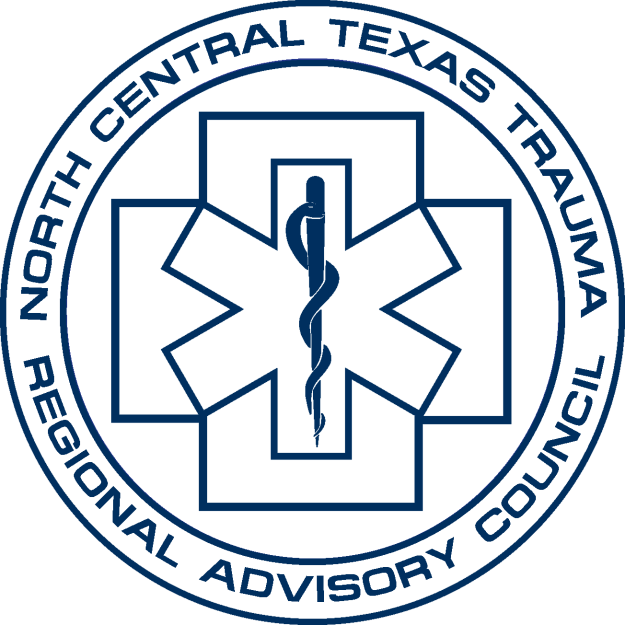 NORTH CENTRAL TEXAS TRAUMA
REGIONAL ADVISORY COUNCIL